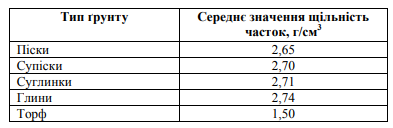 Тип ґрунту
Середнє значення щільність
часток, г/см³
Піски 2,65
Супіски 2,70
Суглинки 2,71
Глини 2,74
Торф 1,50